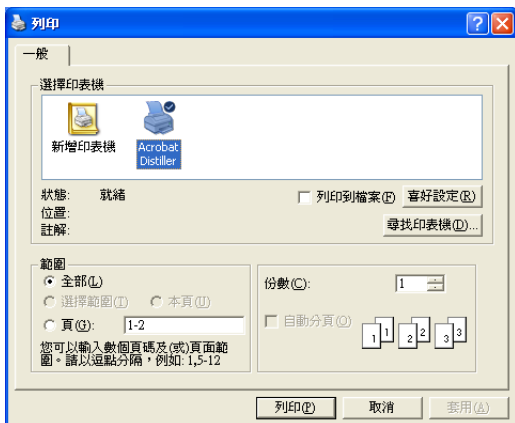 列印
一般
選擇印表機
新增印表機
Acrobat
Distiller
狀態: 就緒
位置:
註解:
列印到檔案(F)
喜好設定(R)
尋找印表機(D)...
範圍
全部(L)
選擇範圍(T) 本頁(U)
頁(G): 1-2
您可以輸入數個頁碼及(或)頁面範
圍。請以逗點分隔,例如: 1,5-12
份數(C): 1
自動分頁(O)
1 1 2 2 3 3
列印(P) 取消 套用(A)